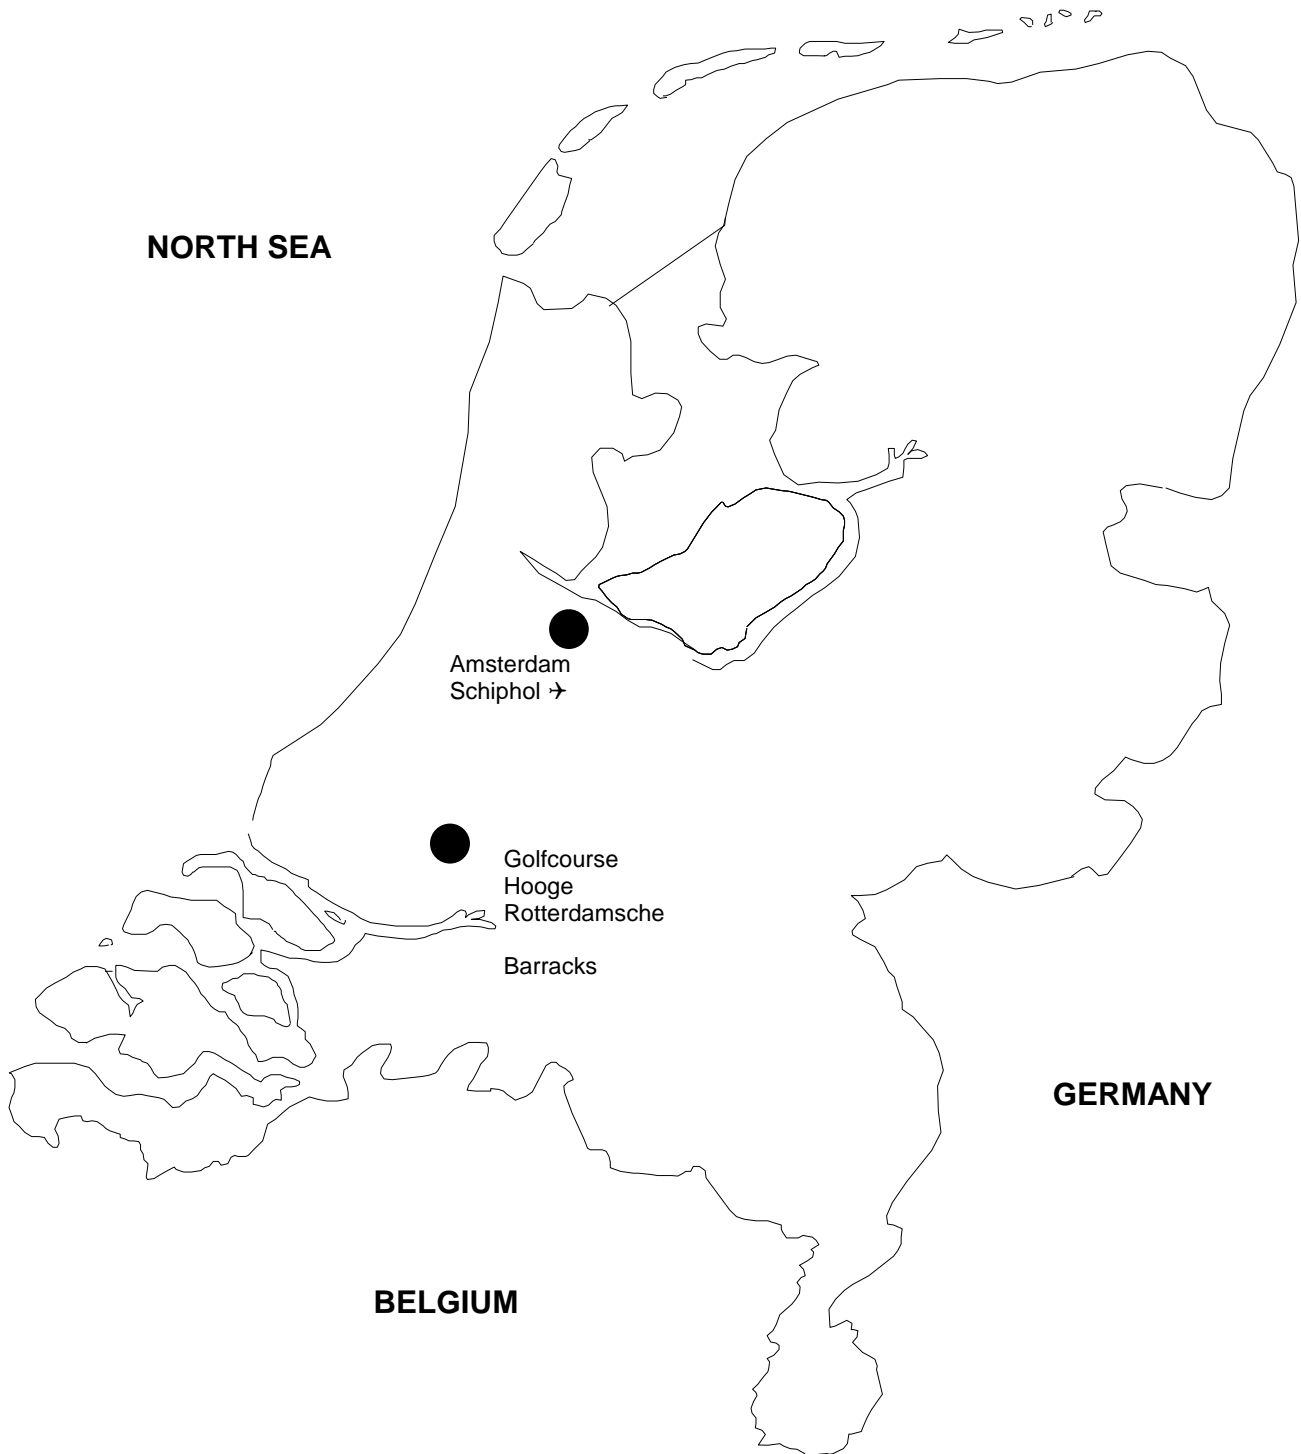 NORTH SEA
Amsterdam
Schiphol ✈
Golfcourse
Hooge
Rotterdamsche
Barracks
GERMANY
BELGIUM